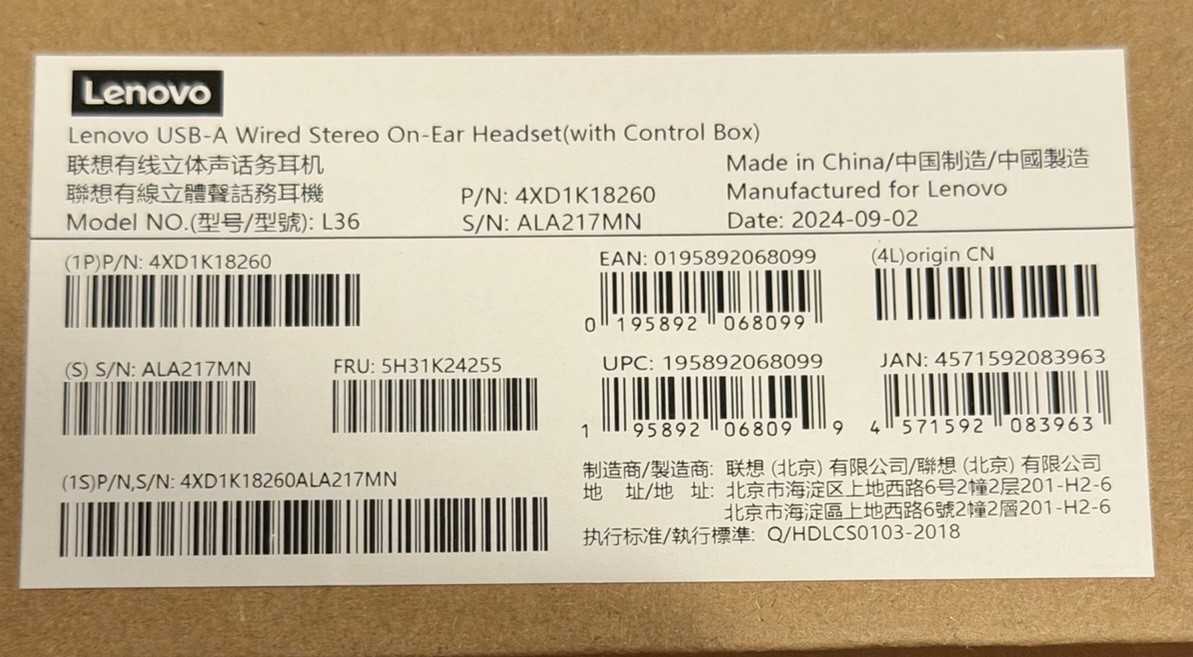 Lenovo
Lenovo USB-A Wired Stereo On-Ear Headset(with Control Box)
联想有线立体声话务耳机
Made in China/中国制造/中國製造
聯想有線立體聲話務耳機
P/N: 4XD1K18260
Manufactured for Lenovo
Model NO.(型号/型號): L36
S/N: ALA217MN
Date: 2024-09-02
(1P)P/N: 4XD1K18260
EAN: 0195892068099
(4L)origin CN
0 195892 068099
(S) S/N: ALA217MN
FRU: 5H31K24255
UPC: 195892068099
JAN: 4571592083963
1 95892 06809 9
4 571592 083963
(1S)P/N,S/N: 4XD1K18260ALA217MN
制造商/製造商: 联想 (北京) 有限公司/聯想 (北京) 有限公司
地 址/地 址: 北京市海淀区上地西路6号2幢2层201-H2-6
北京市海淀區上地西路6號2幢2層201-H2-6
执行标准/執行標準: Q/HDLCS0103-2018